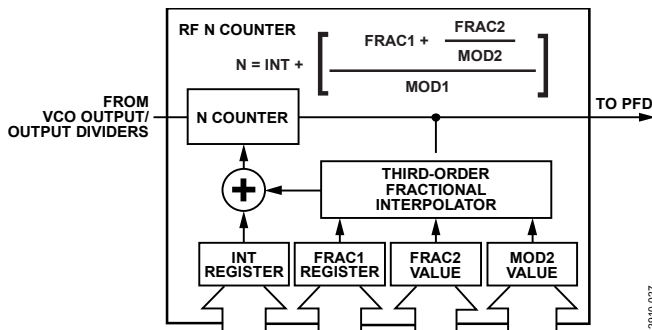 RF N COUNTER
N = INT +
FRAC1 +
FRAC2
MOD2
MOD1
FROM
VCO OUTPUT/
OUTPUT DIVIDERS
N COUNTER
TO PFD
THIRD-ORDER
FRACTIONAL
INTERPOLATOR
+
INT
REGISTER
FRAC1
REGISTER
FRAC2
VALUE
MOD2
VALUE